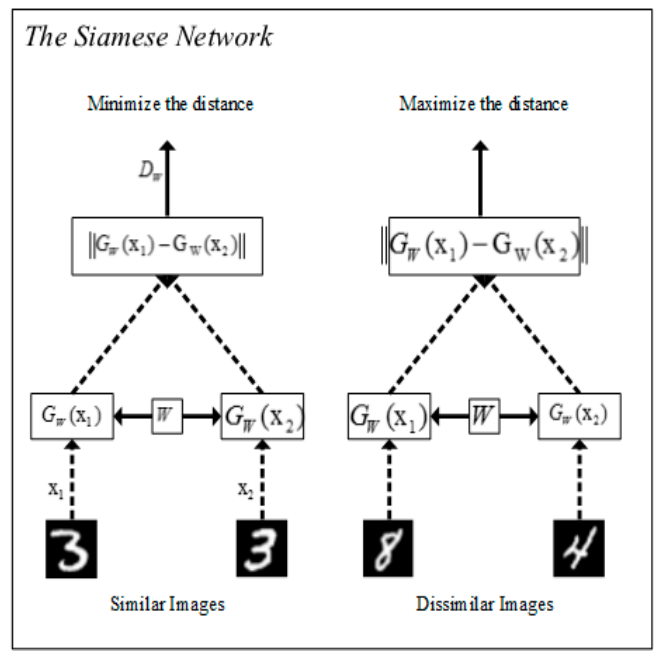 The Siamese Network
Minimize the distance
Maximize the distance
D_w
||G_w(x_1)-G_W(x_2)||
||G_W(x_1)-G_W(x_2)||
G_w(x_1)
W
G_W(x_2)
G_W(x_1)
W
G_w(x_2)
x_1
x_2
3
3
8
4
Similar Images
Dissimilar Images